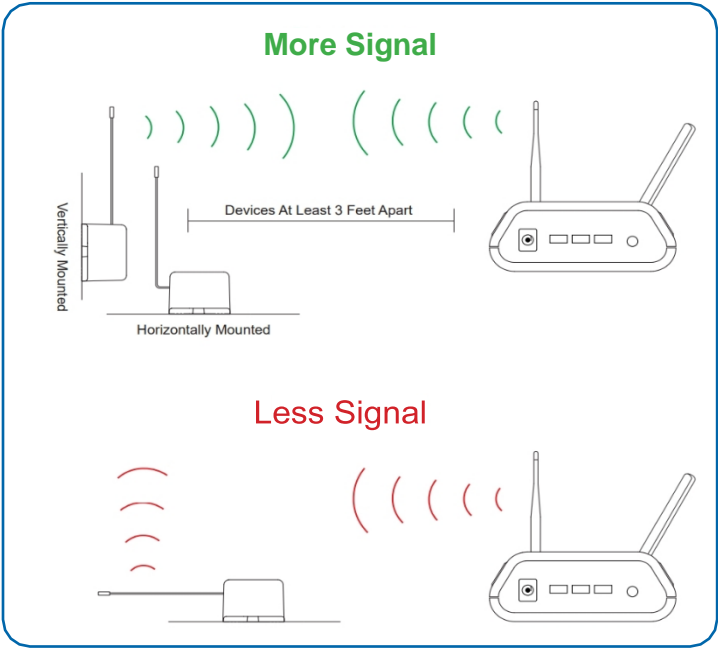 More Signal
Devices At Least 3 Feet Apart
Vertically Mounted
Horizontally Mounted
Less Signal